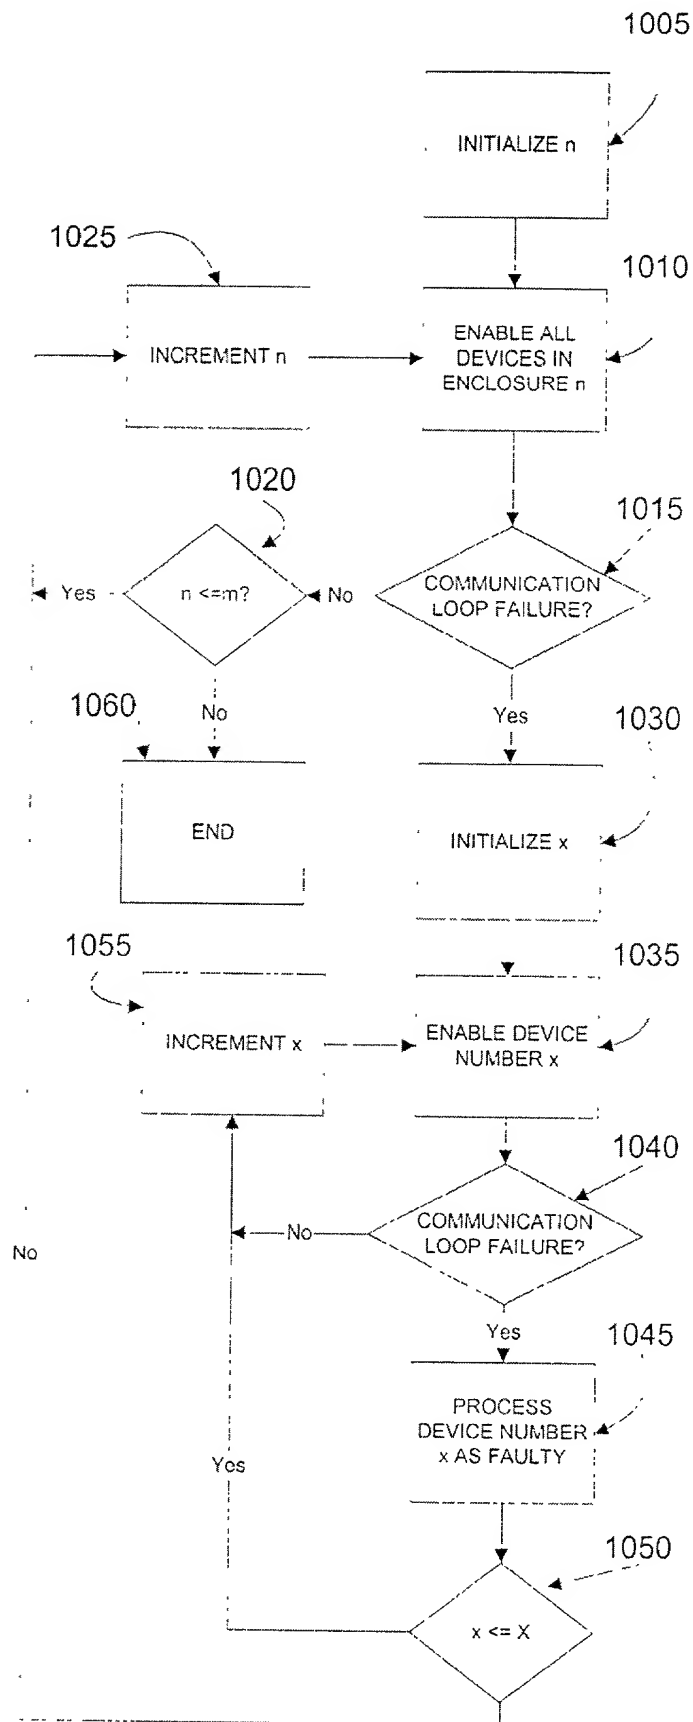 1005
INITIALIZE n
1025
1010
INCREMENT n
ENABLE ALL
DEVICES IN
ENCLOSURE n
1020
1015
Yes
n <=m?
No
COMMUNICATION
LOOP FAILURE?
1060
No
Yes
1030
END
INITIALIZE x
1055
1035
INCREMENT x
ENABLE DEVICE
NUMBER x
1040
No
No
COMMUNICATION
LOOP FAILURE?
Yes
1045
PROCESS
DEVICE NUMBER
x AS FAULTY
Yes
1050
x <= X